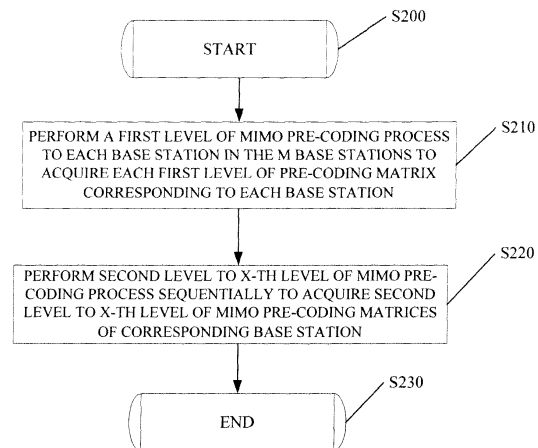 S200
START
S210
PERFORM A FIRST LEVEL OF MIMO PRE-CODING PROCESS
TO EACH BASE STATION IN THE M BASE STATIONS TO
ACQUIRE EACH FIRST LEVEL OF PRE-CODING MATRIX
CORRESPONDING TO EACH BASE STATION
S220
PERFORM SECOND LEVEL TO X-TH LEVEL OF MIMO PRE-
CODING PROCESS SEQUENTIALLY TO ACQUIRE SECOND
LEVEL TO X-TH LEVEL OF MIMO PRE-CODING MATRICES
OF CORRESPONDING BASE STATION
S230
END